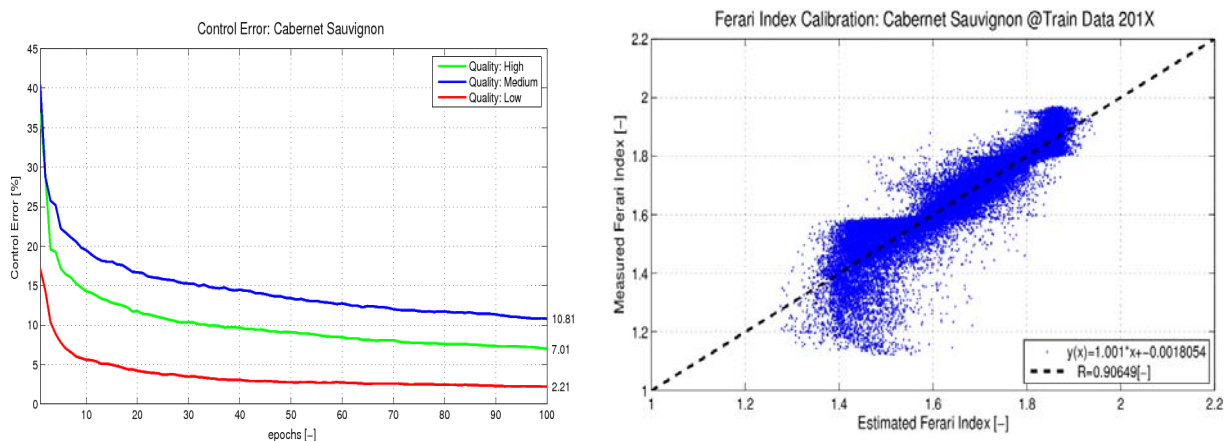 Control Error: Cabernet Sauvignon
45
40
35
30
25
20
15
10
5
0
Control Error [%]
Quality: High
Quality: Medium
Quality: Low
10.81
7.01
2.21
10 20 30 40 50 60 70 80 90 100
epochs [-]
Ferari Index Calibration: Cabernet Sauvignon @Train Data 201X
2.2
2
1.8
1.6
1.4
1.2
1
Measured Ferari Index [-]
y(x)=1.001*x+-0.0018054
R=0.90649[-]
1 1.2 1.4 1.6 1.8 2 2.2
Estimated Ferari Index [-]